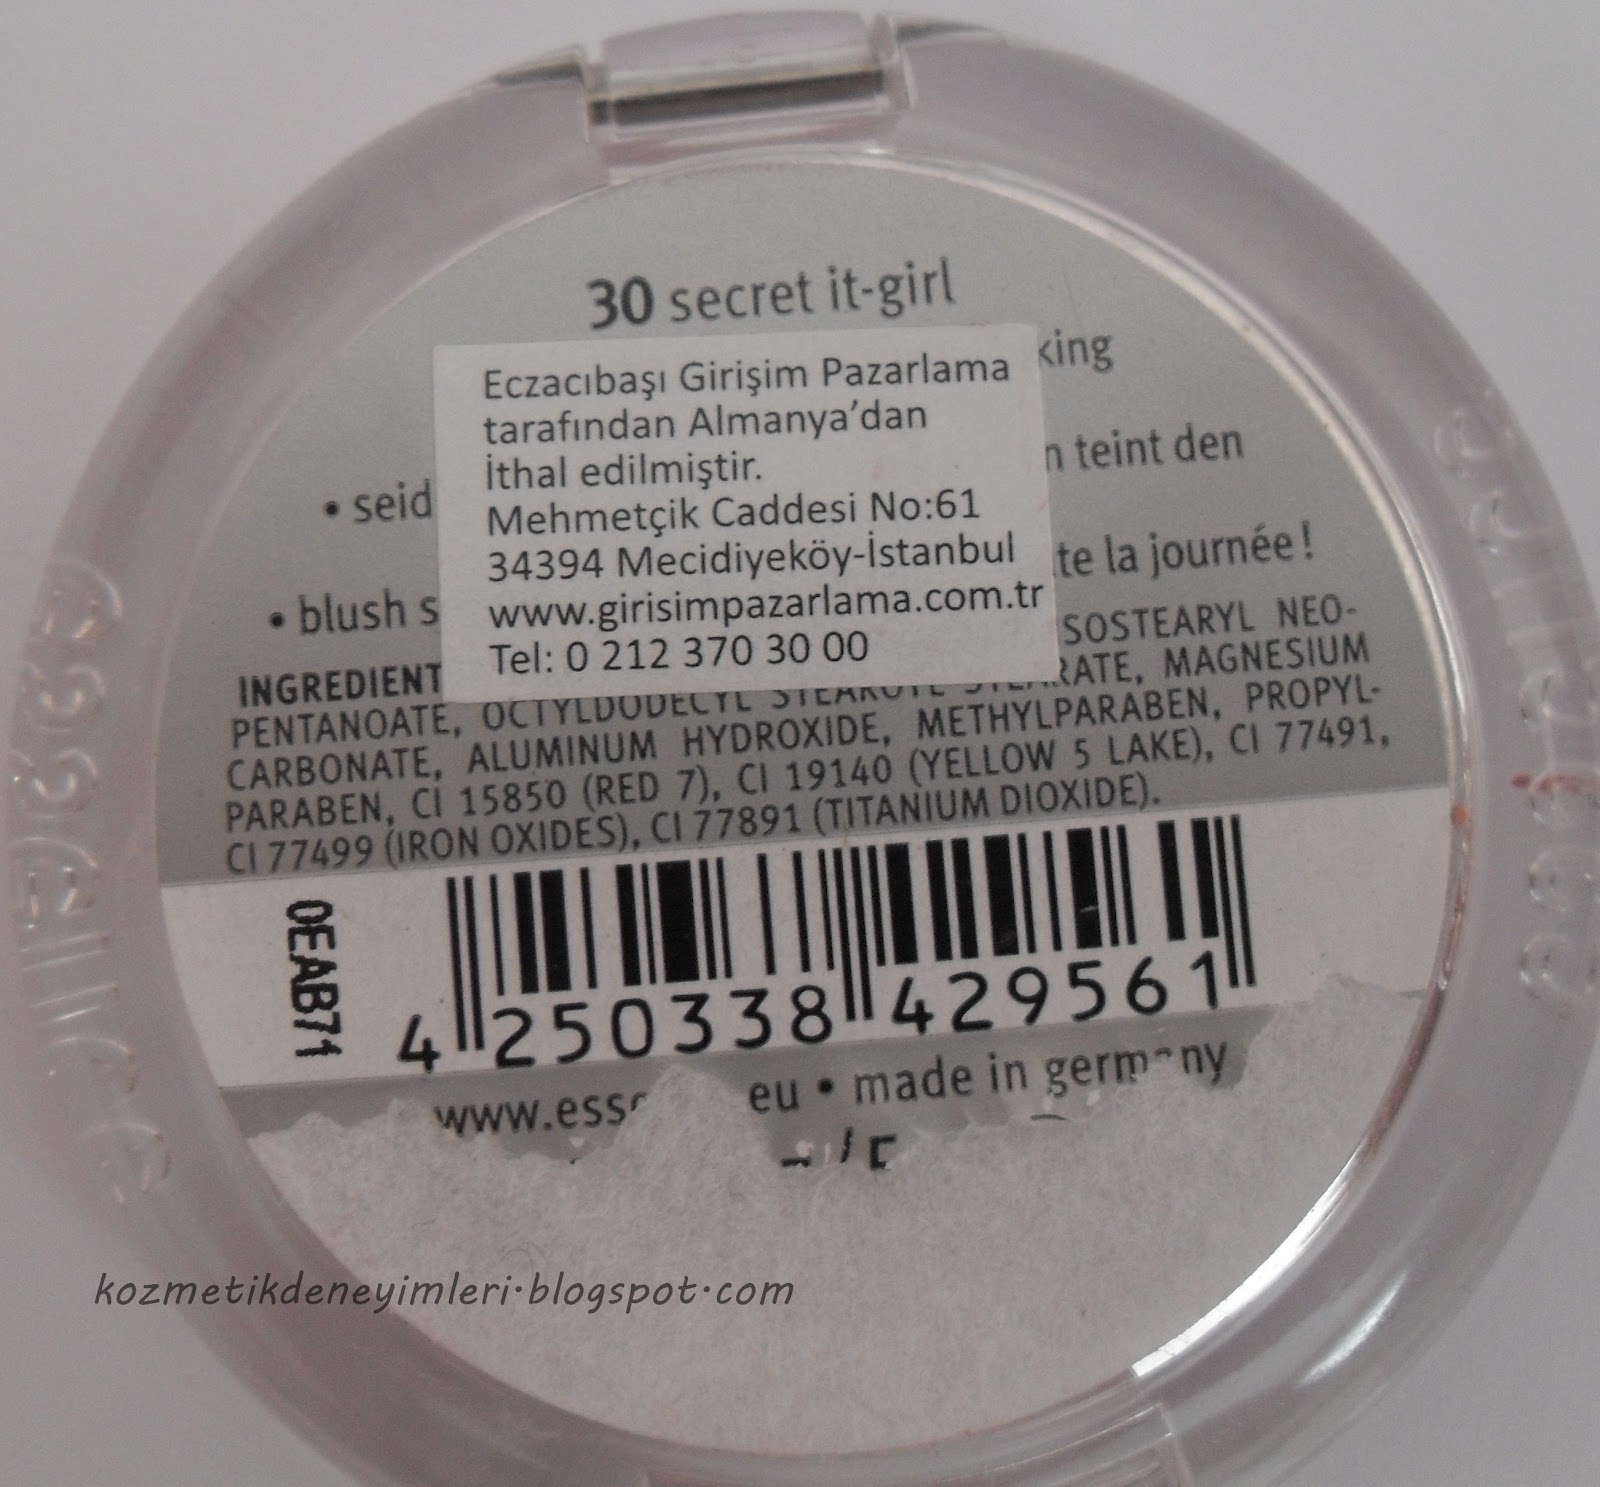 30 secret it-girl
Eczacıbaşı Girişim Pazarlama
tarafından Almanya’dan
İthal edilmiştir.
Mehmetçik Caddesi No:61
34394 Mecidiyeköy-İstanbul
www.girisimpazarlama.com.tr
Tel: 0 212 370 30 00
king
n teint den
• seid
te la journée!
• blush s
INGREDIENT SOSTEARYL NEO-
PENTANOATE, OCTYLDODECYL STEAROYL STEARATE, MAGNESIUM
CARBONATE, ALUMINUM HYDROXIDE, METHYLPARABEN, PROPYL-
PARABEN, CI 15850 (RED 7), CI 19140 (YELLOW 5 LAKE), CI 77491,
CI 77499 (IRON OXIDES), CI 77891 (TITANIUM DIOXIDE).
0EAB71
4 250338 429561
www.ess eu • made in germany
essence
kozmetikdeneyimleri.blogspot.com